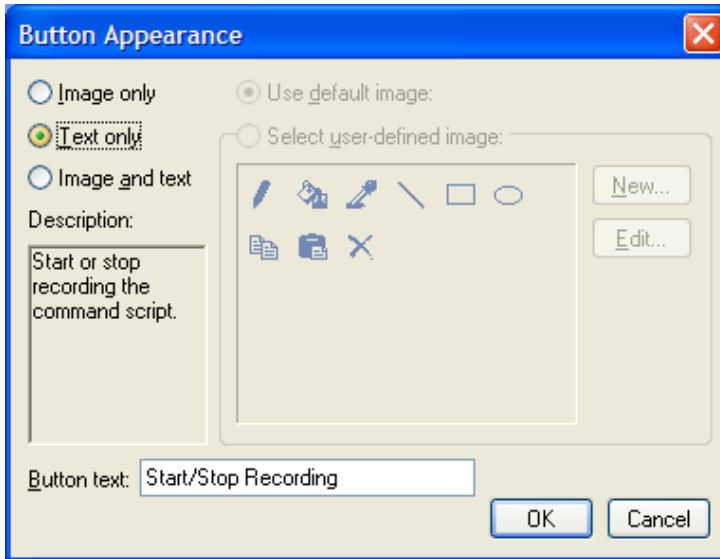 Button Appearance
Image only
Use default image:
Text only
Select user-defined image:
Image and text
New...
Description:
Edit...
Start or stop
recording the
command script.
Button text:
Start/Stop Recording
OK
Cancel